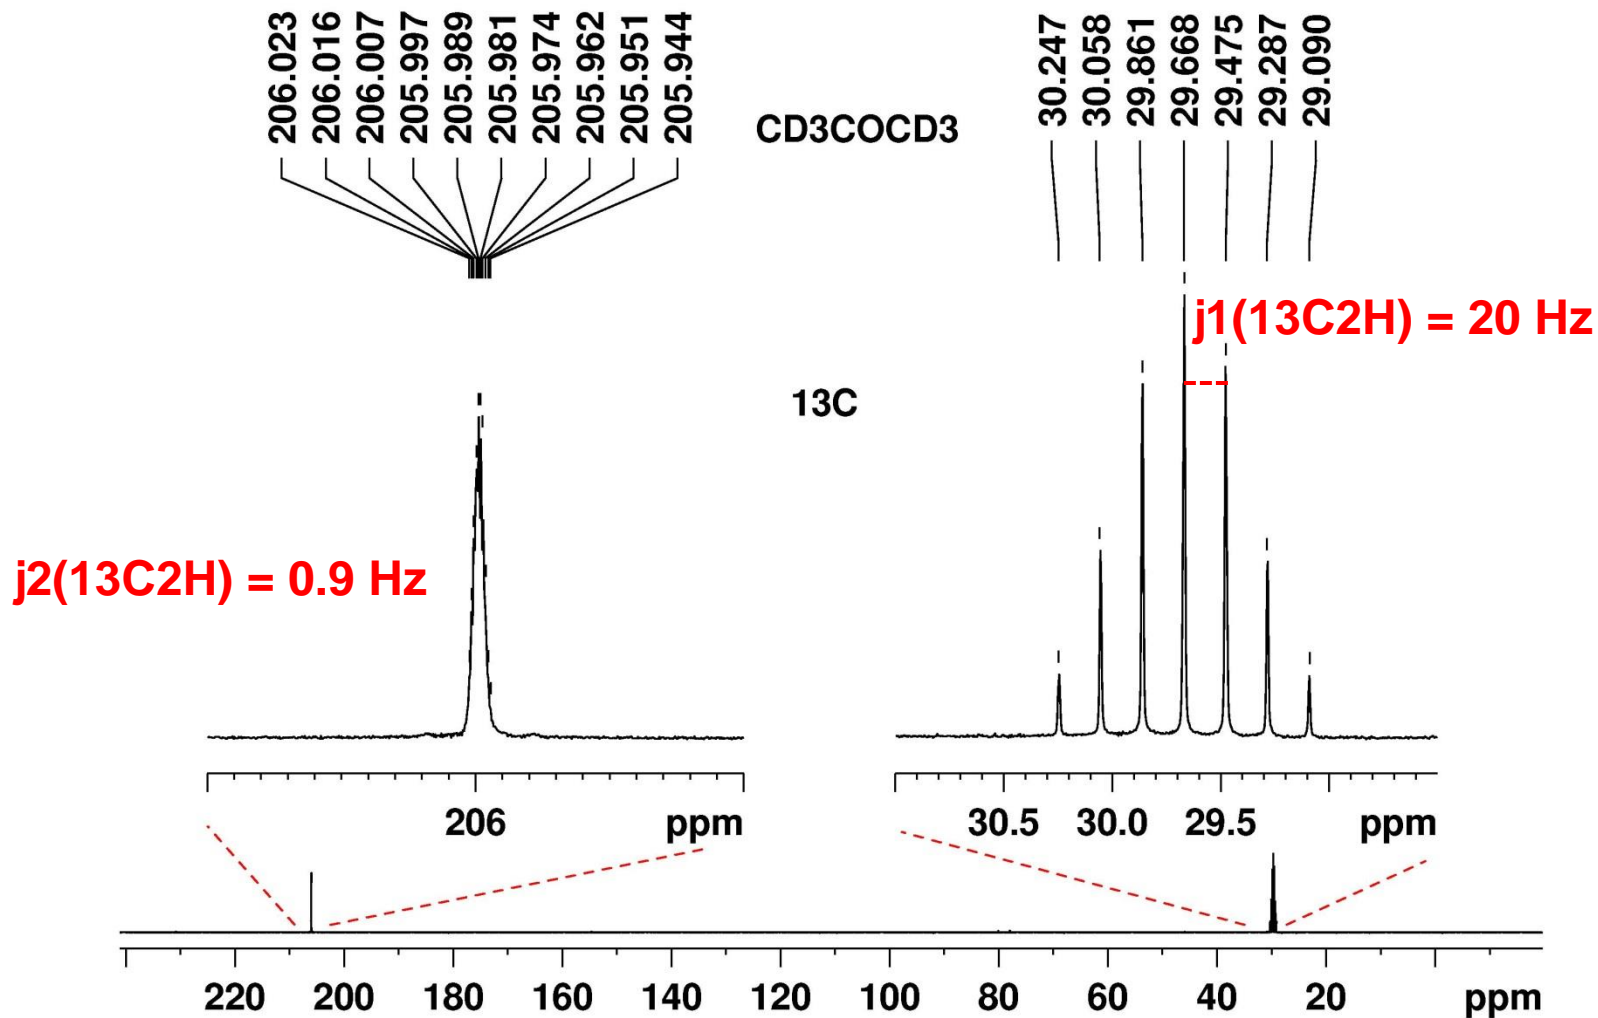 206.023
206.016
206.007
205.997
205.989
205.981
205.974
205.962
205.951
205.944
CD3COCD3
30.247
30.058
29.861
29.668
29.475
29.287
29.090
j1(13C2H) = 20 Hz
13C
j2(13C2H) = 0.9 Hz
206 ppm
30.5 30.0 29.5 ppm
220 200 180 160 140 120 100 80 60 40 20 ppm